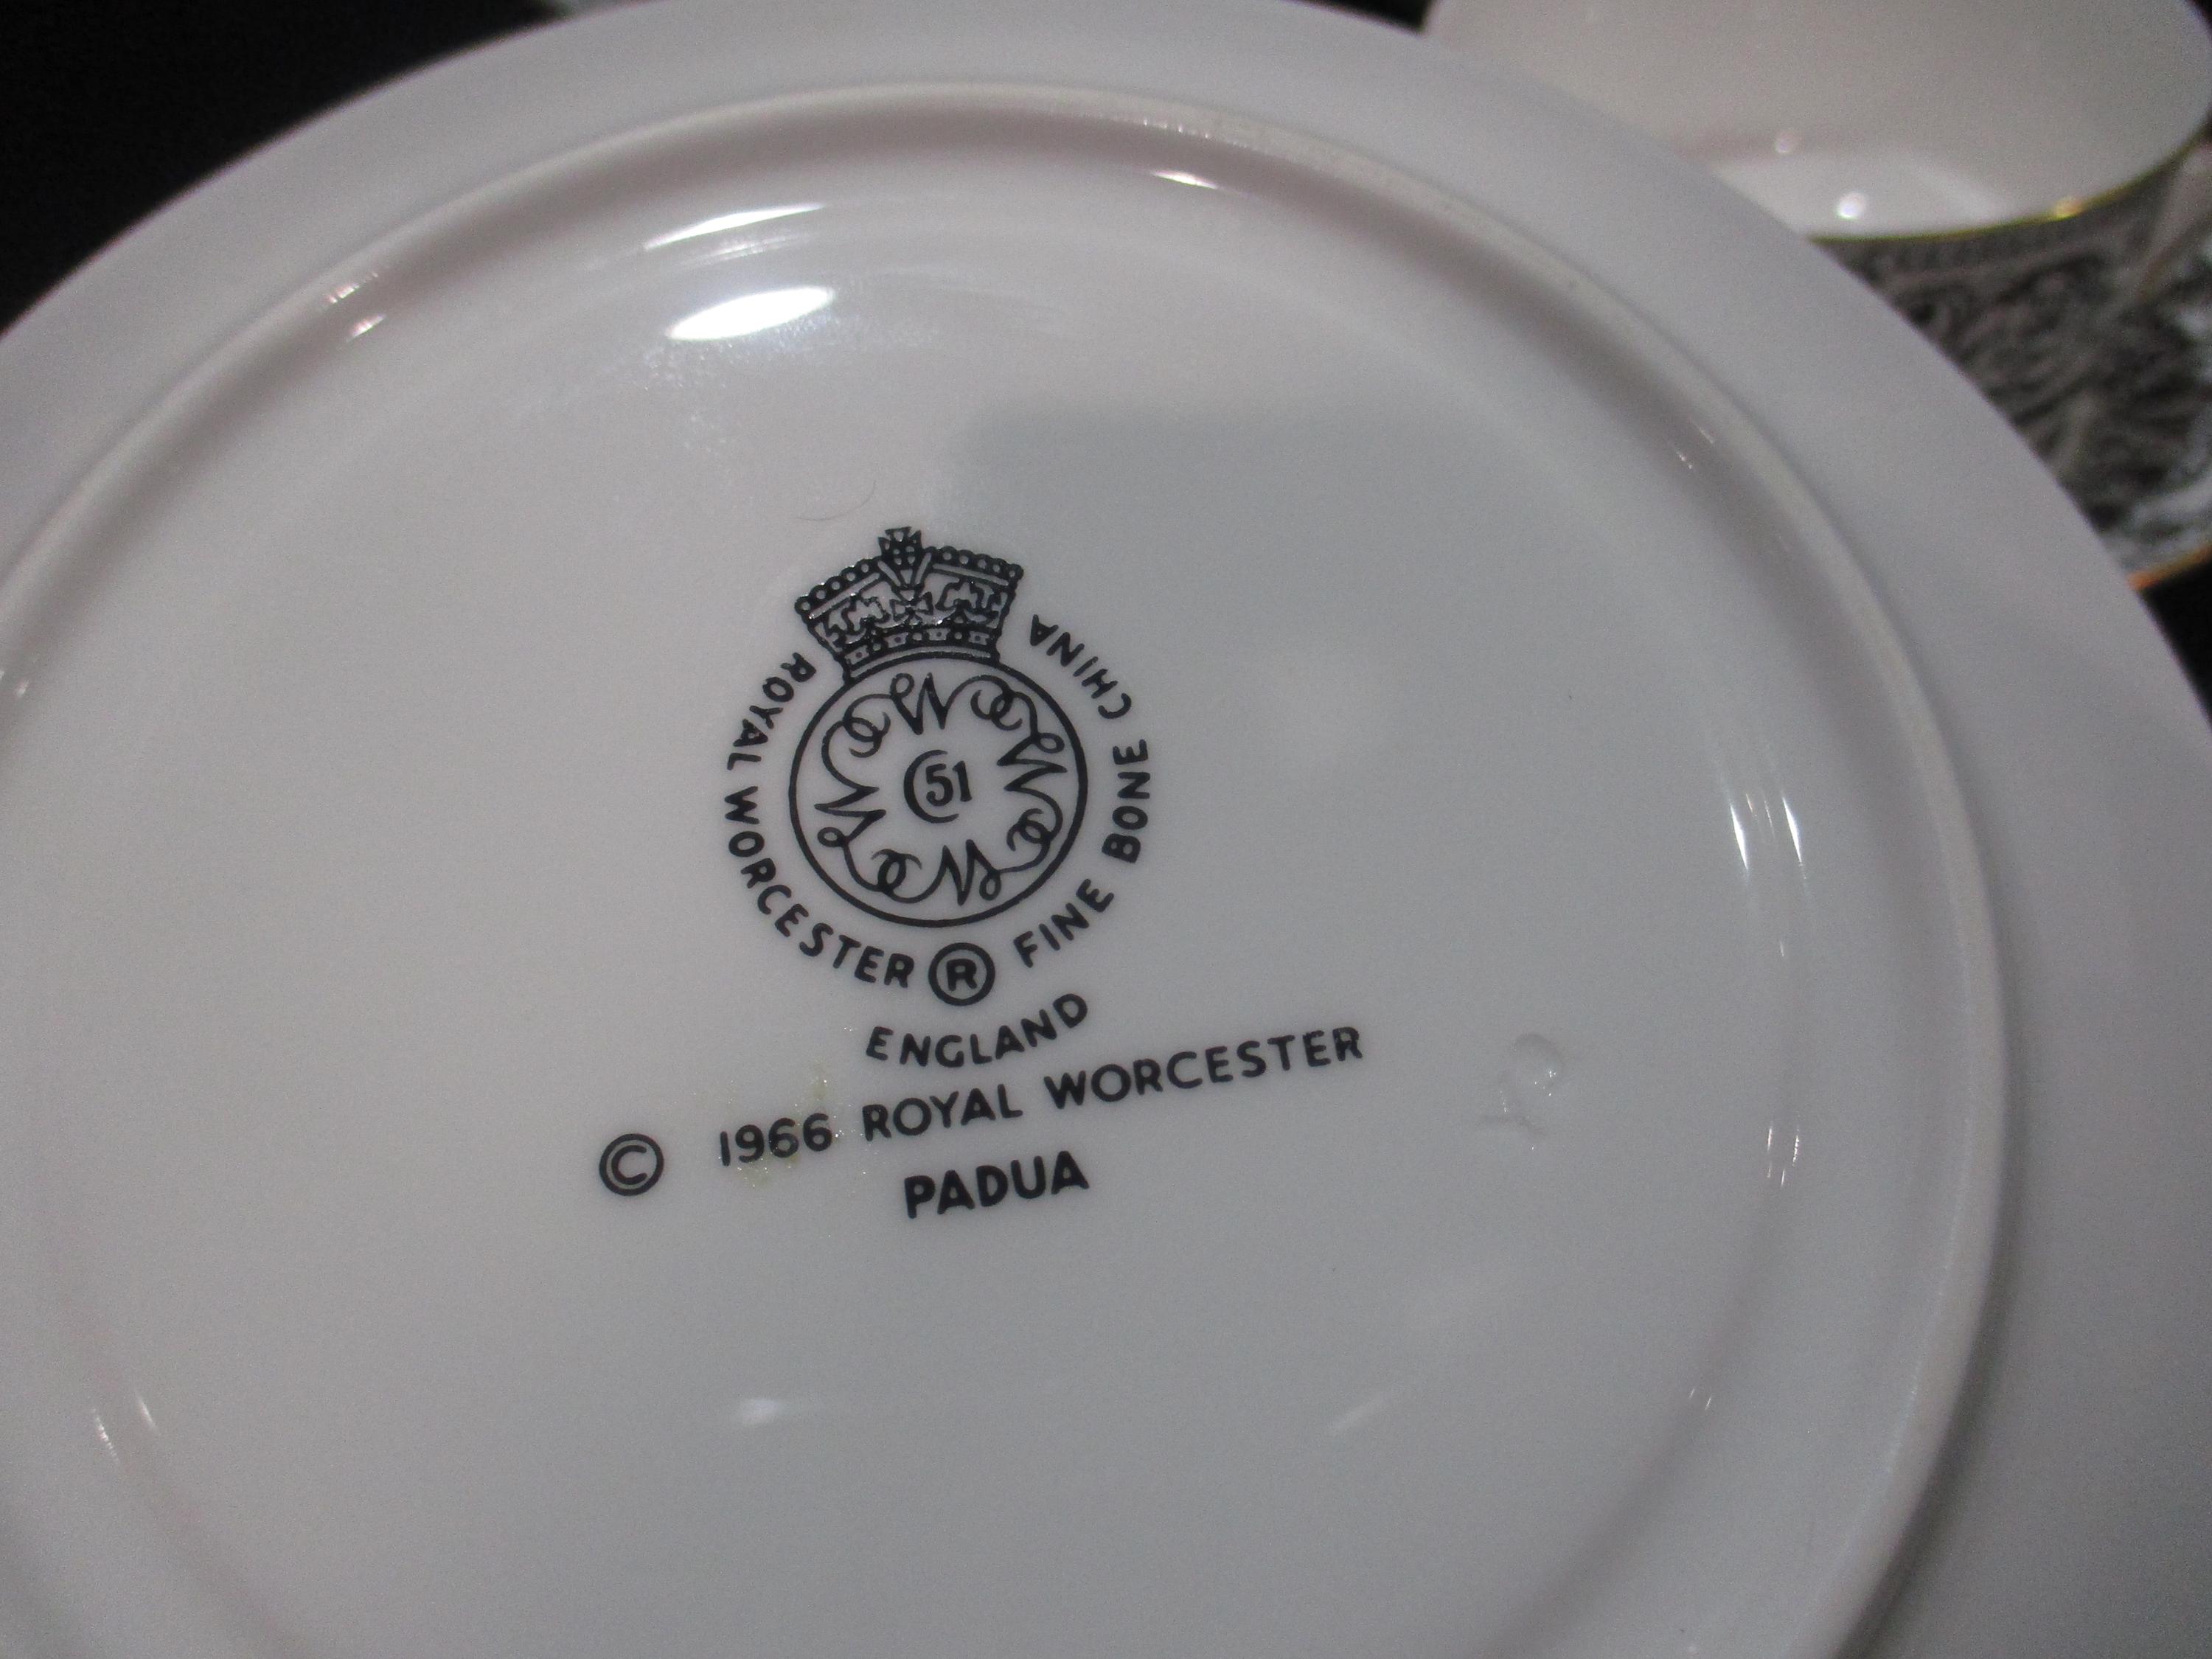 51
ROYAL WORCESTER ® FINE BONE CHINA
ENGLAND
© 1966 ROYAL WORCESTER
PADUA